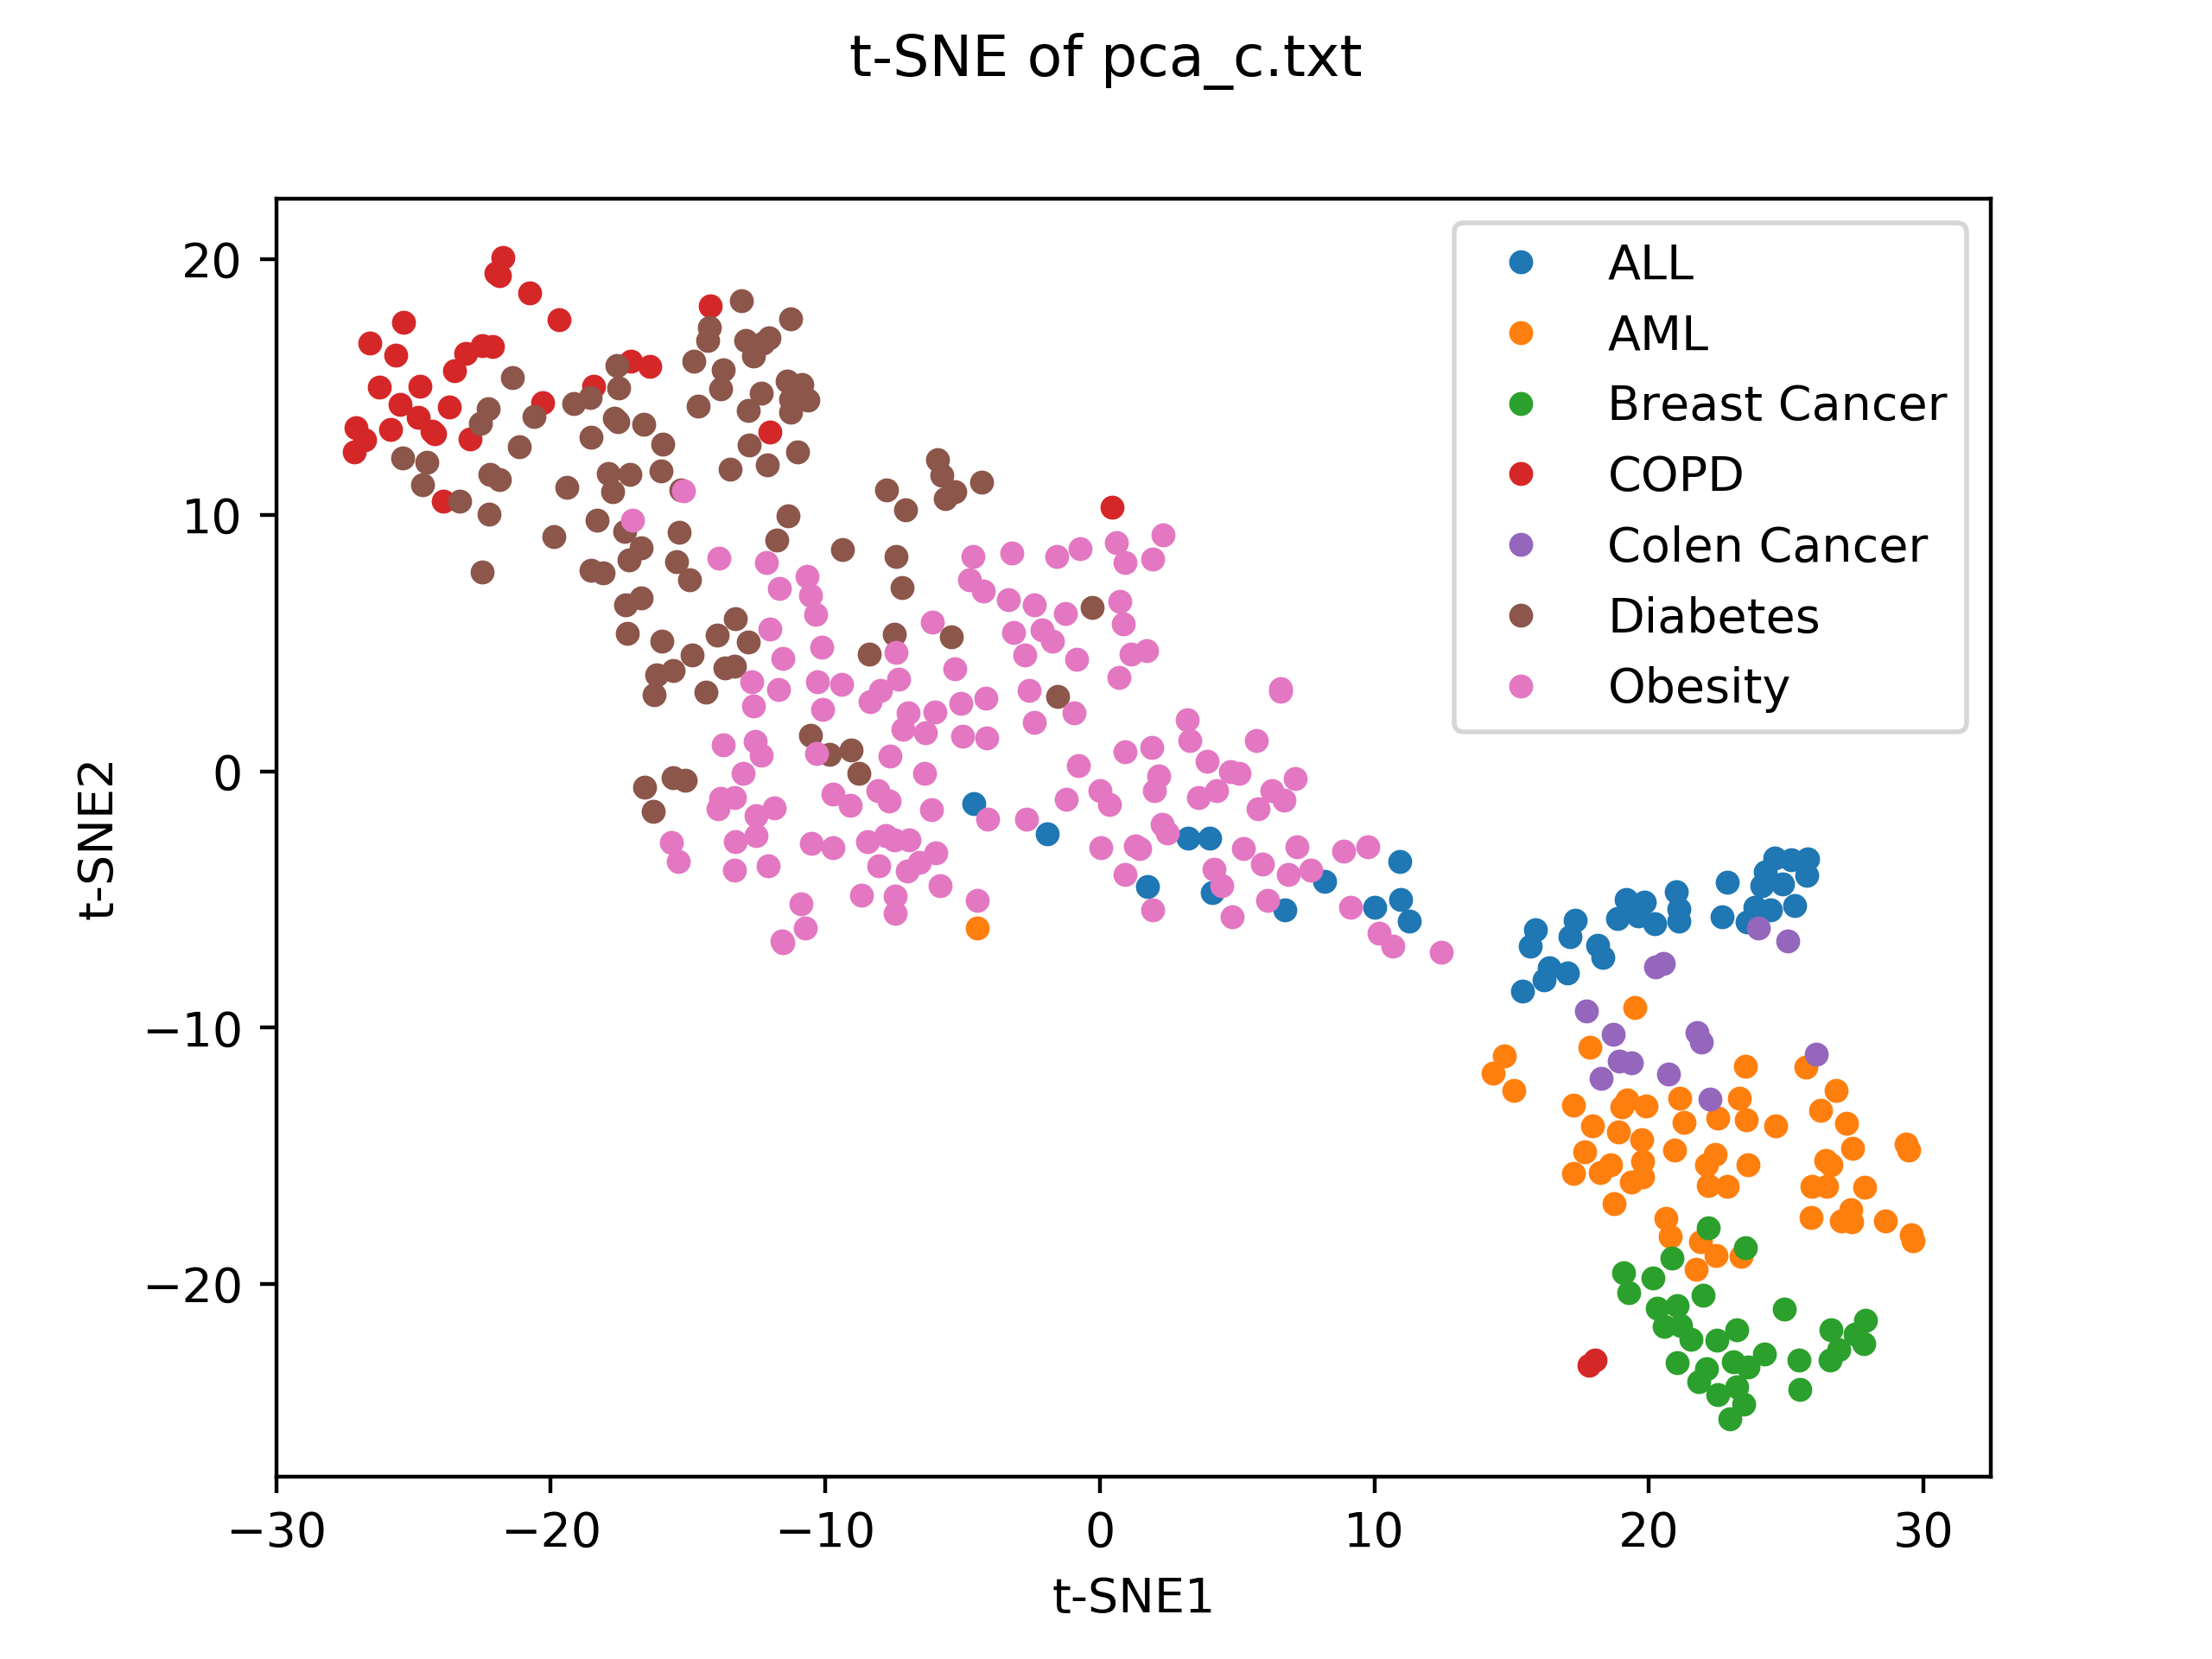 t-SNE of pca_c.txt
20
10
0
−10
−20
t-SNE2
ALL
AML
Breast Cancer
COPD
Colen Cancer
Diabetes
Obesity
−30 −20 −10 0 10 20 30
t-SNE1